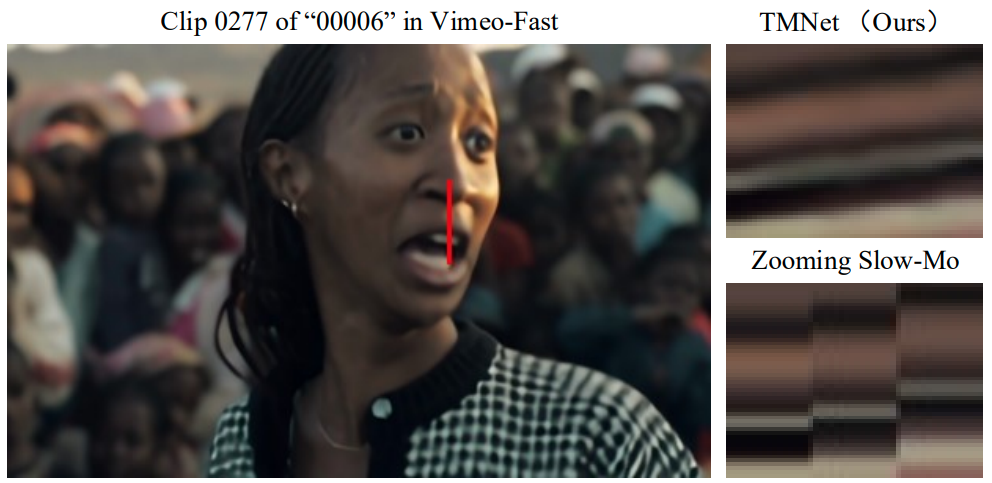 Clip 0277 of “00006” in Vimeo-Fast
TMNet （Ours）
Zooming Slow-Mo